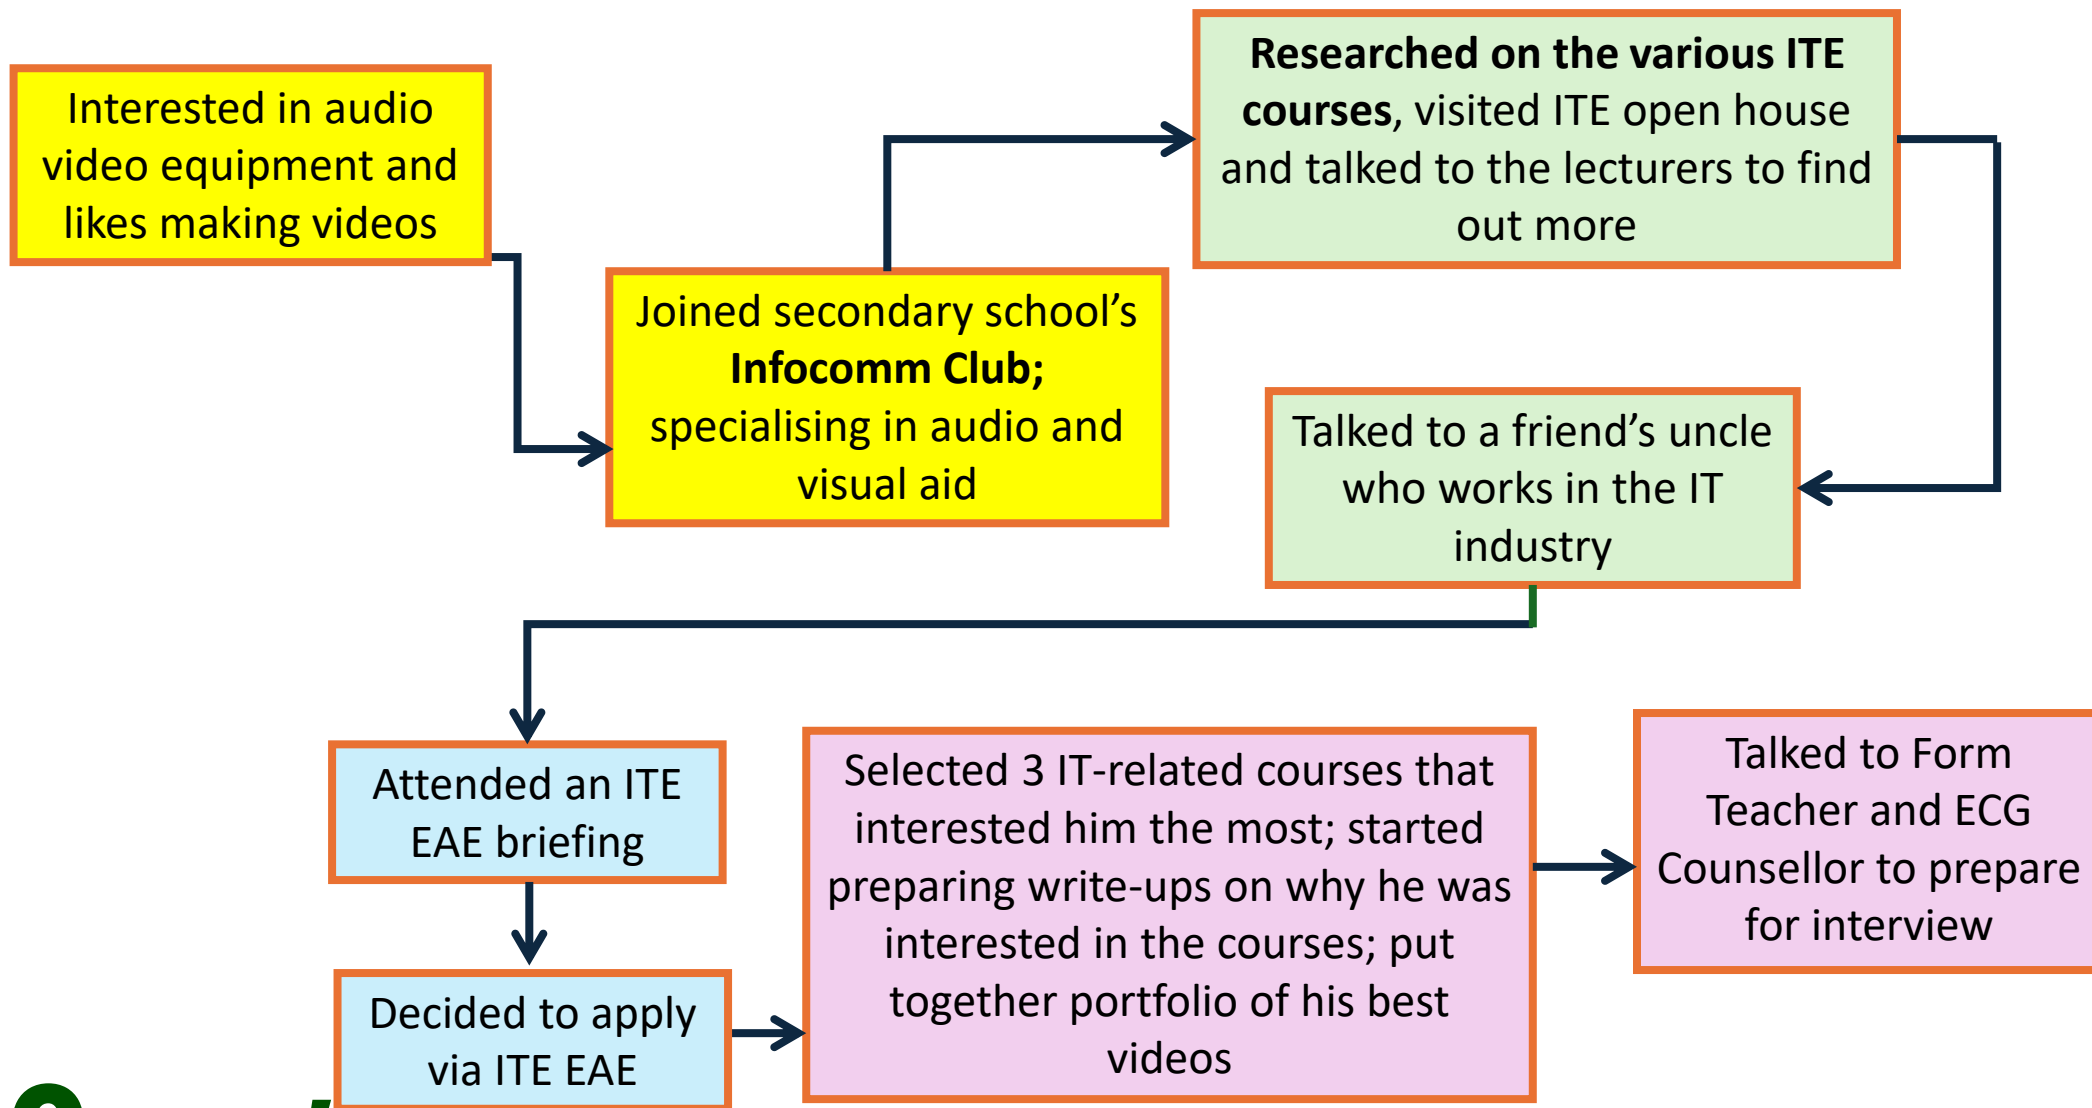 Interested in audio
video equipment and
likes making videos
Joined secondary school’s
Infocomm Club;
specialising in audio and
visual aid
Researched on the various ITE
courses, visited ITE open house
and talked to the lecturers to find
out more
Talked to a friend’s uncle
who works in the IT
industry
Attended an ITE
EAE briefing
Decided to apply
via ITE EAE
Selected 3 IT-related courses that
interested him the most; started
preparing write-ups on why he was
interested in the courses; put
together portfolio of his best
videos
Talked to Form
Teacher and ECG
Counsellor to prepare
for interview